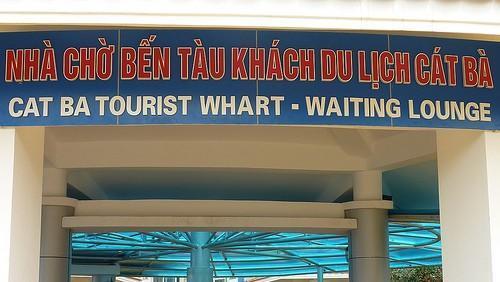 NHÀ CHỜ BẾN TÀU KHÁCH DU LỊCH CÁT BÀ
CAT BA TOURIST WHART - WAITING LOUNGE